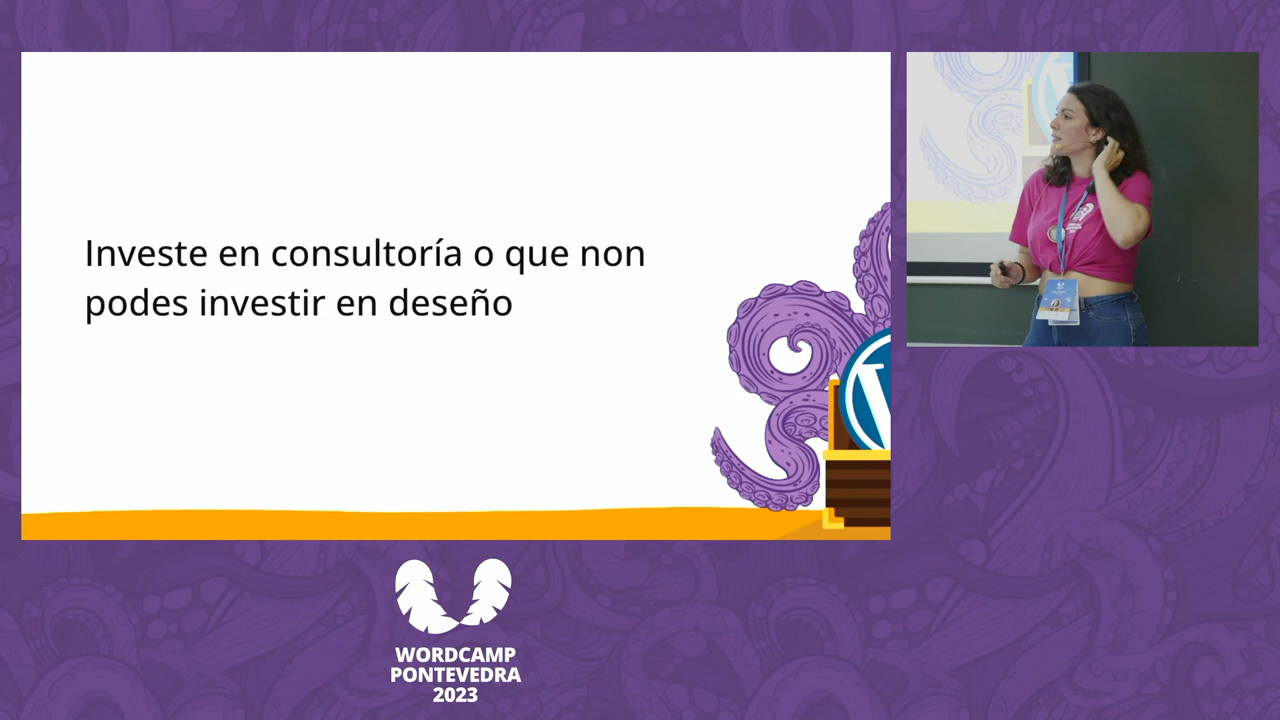 Investe en consultoría o que non
podes investir en deseño
WORDCAMP
PONTEVEDRA
2023